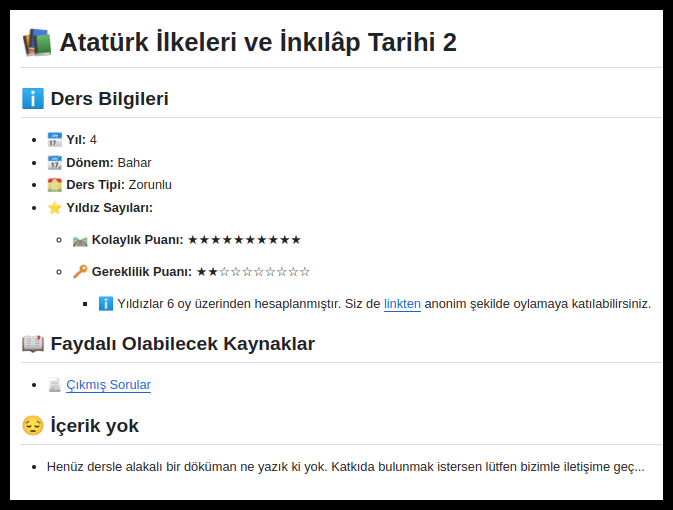 Atatürk İlkeleri ve İnkılâp Tarihi 2
Ders Bilgileri
Yıl: 4
Dönem: Bahar
Ders Tipi: Zorunlu
Yıldız Sayıları:
Kolaylık Puanı: ★★★★★★★★★★
Gereklilik Puanı: ★★☆☆☆☆☆☆☆☆
Yıldızlar 6 oy üzerinden hesaplanmıştır. Siz de linkten anonim şekilde oylamaya katılabilirsiniz.
Faydalı Olabilecek Kaynaklar
Çıkmış Sorular
İçerik yok
Henüz dersle alakalı bir döküman ne yazık ki yok. Katkıda bulunmak istersen lütfen bizimle iletişime geç...